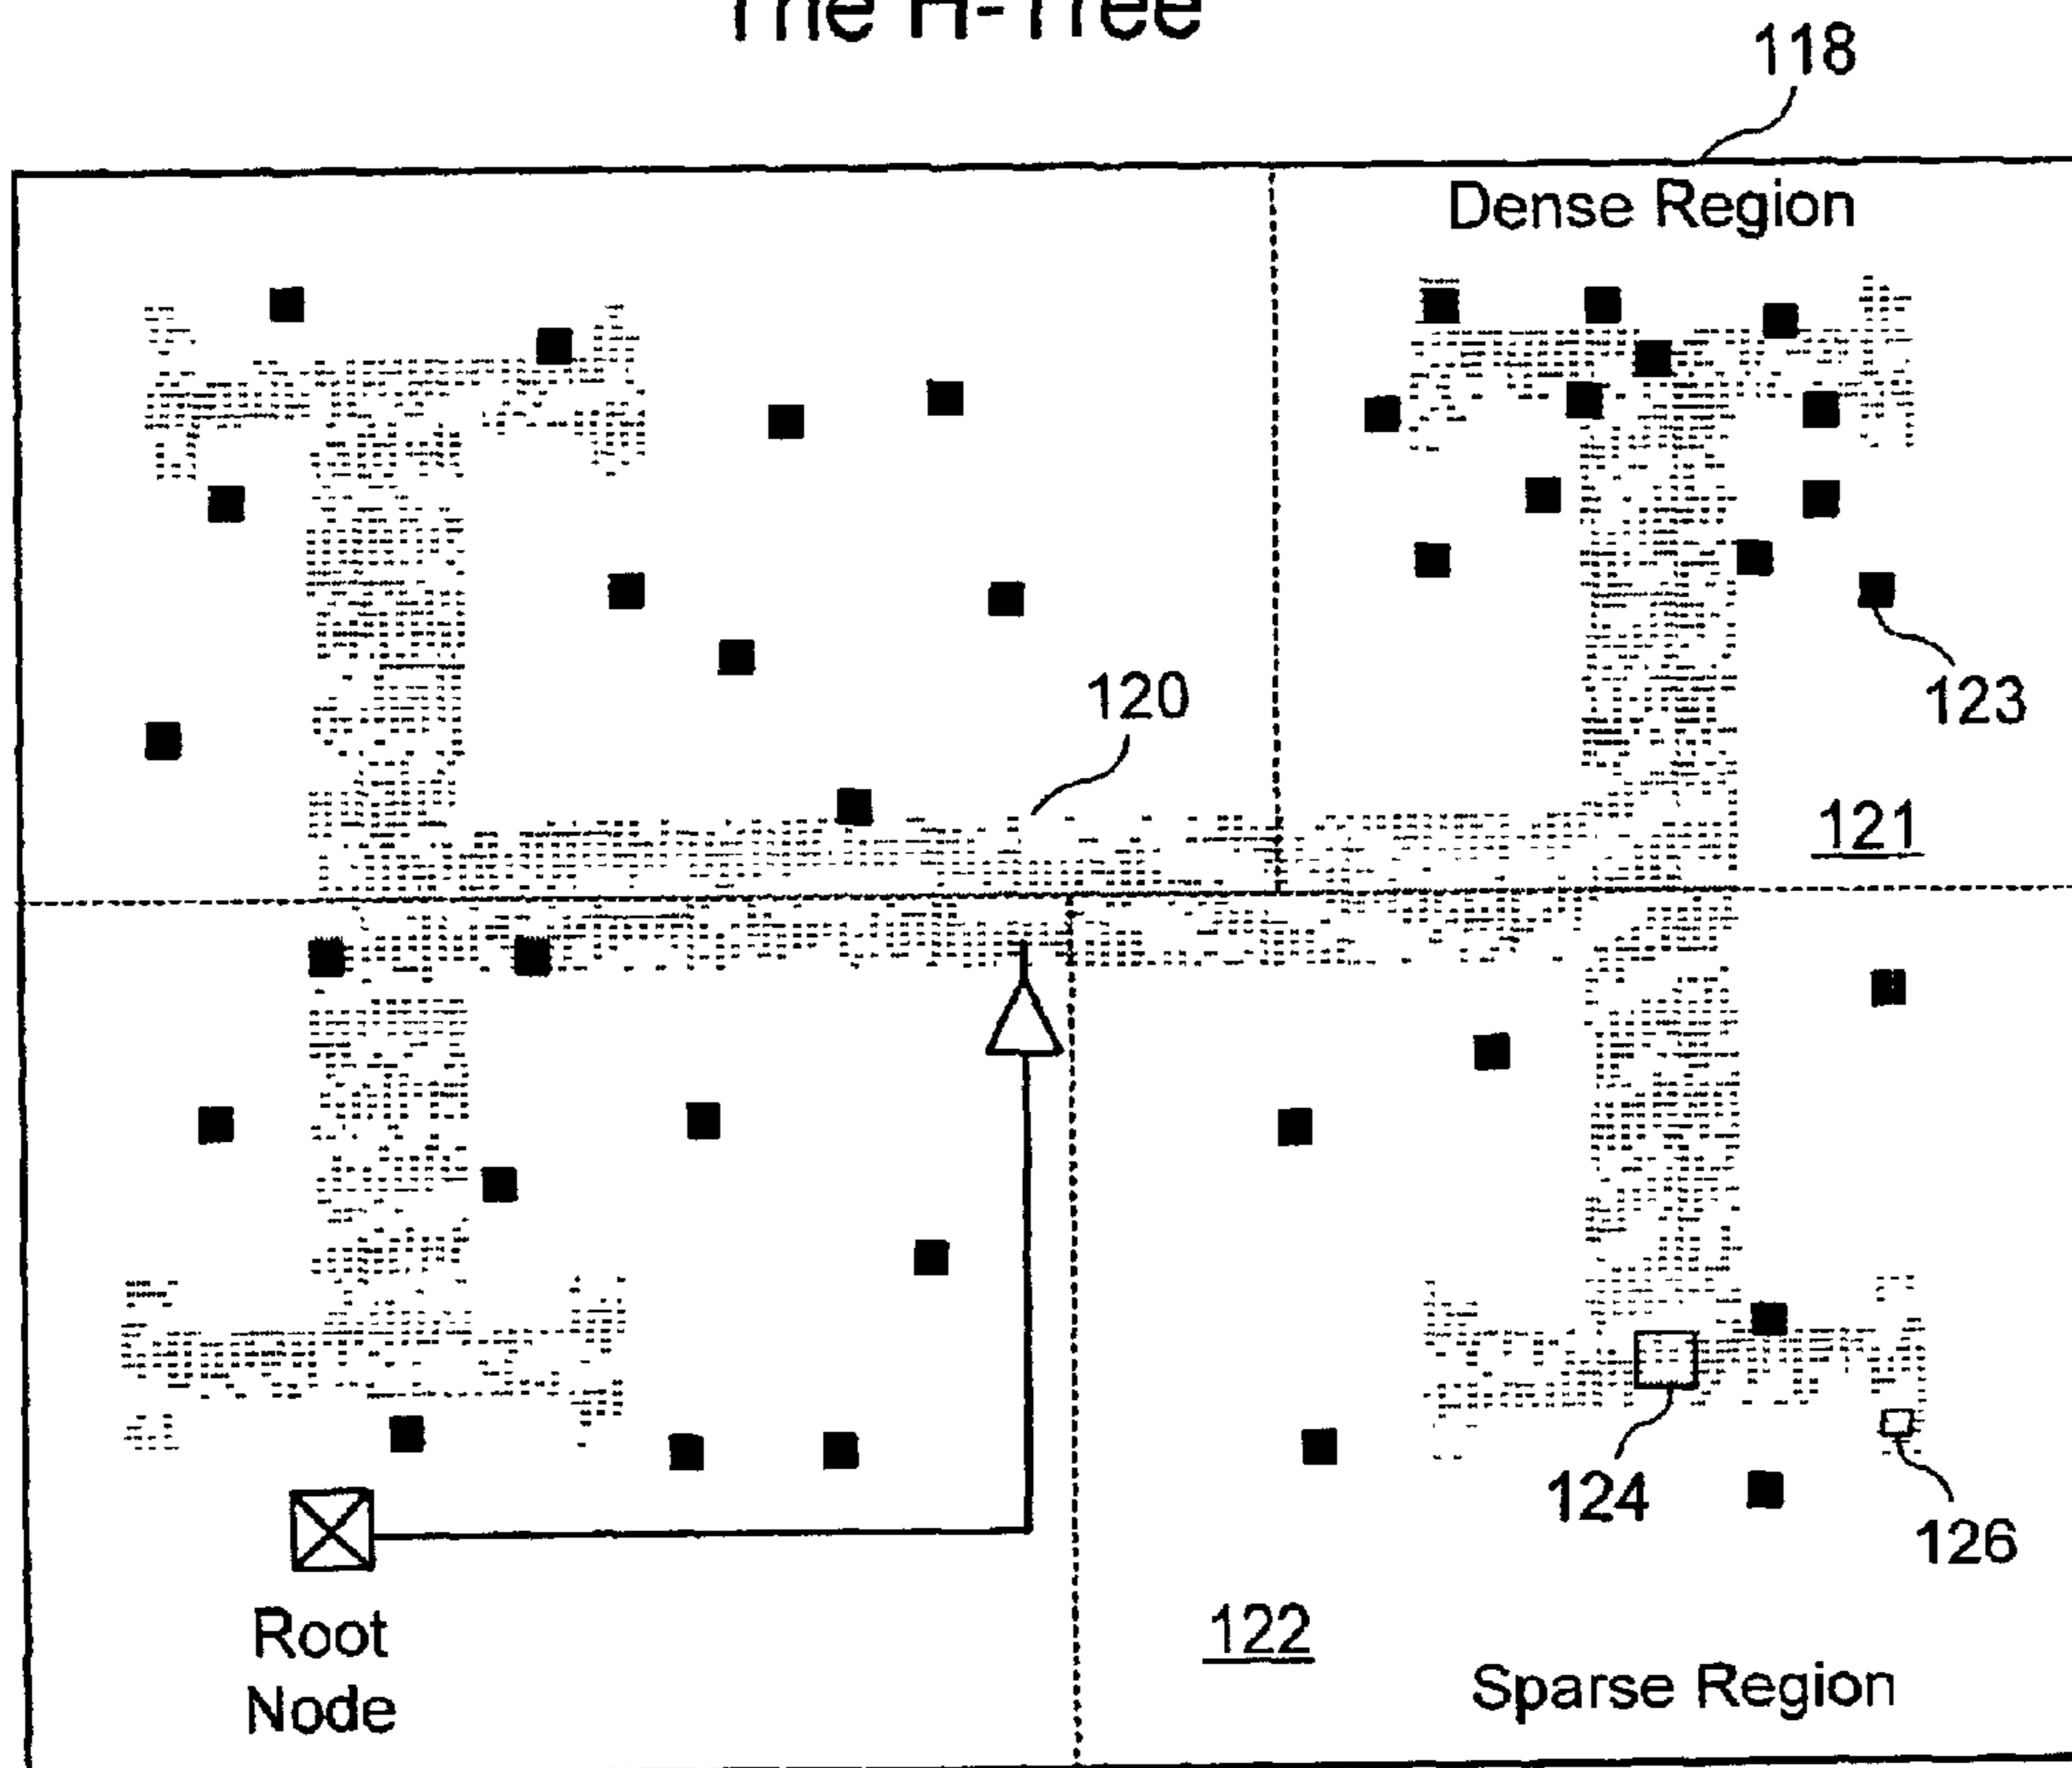 The H-Tree
118
Dense Region
123
120
121
124
126
Root
Node
122
Sparse Region